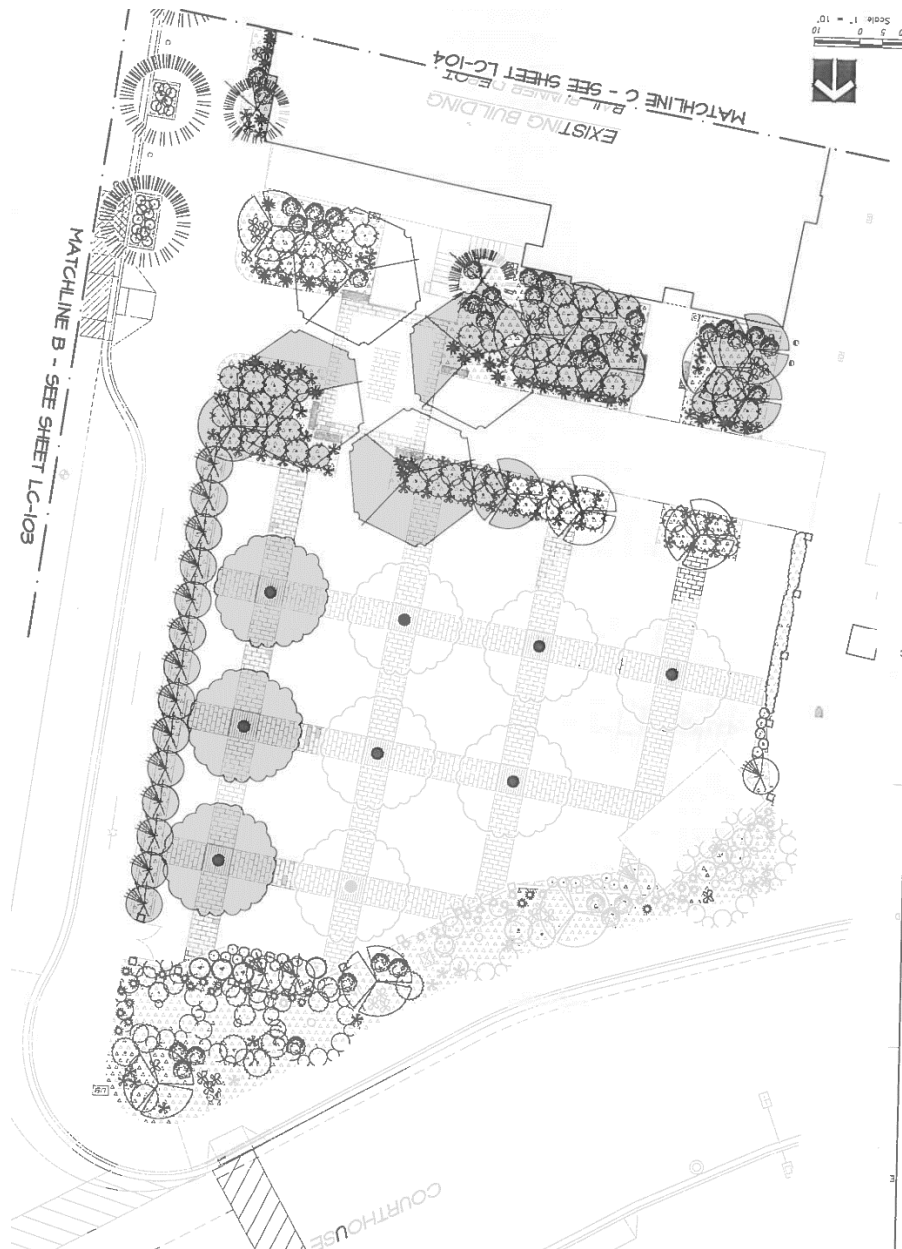 Scale: 1" = 10'
10 5 0 10
MATCHLINE C - SEE SHEET LC-104
EXISTING BUILDING
RAIL RUNNER DEPOT
MATCHLINE B - SEE SHEET LC-103
COURTHOUSE
3